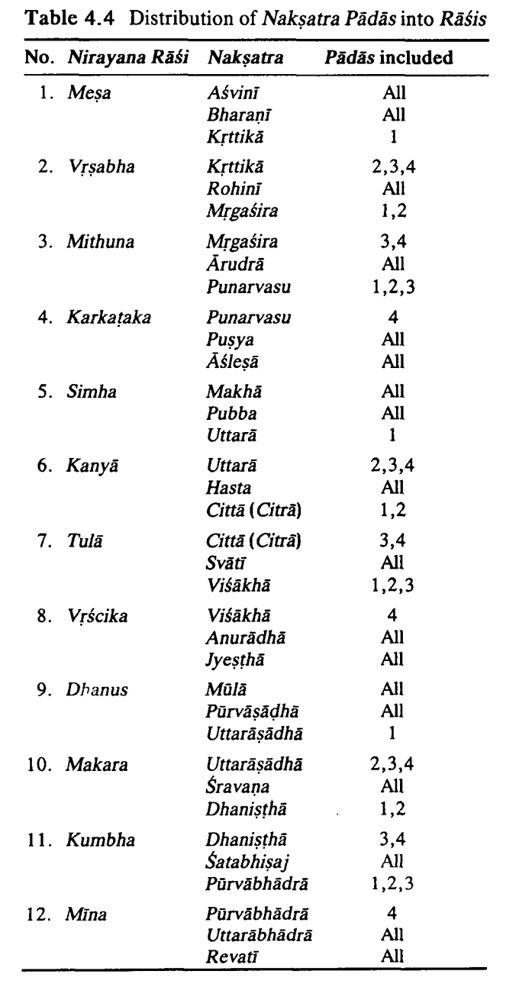 Table 4.4 Distribution of Nakṣatra Pādās into Rāśis
No. Nirayana Rāśi Nakṣatra Pādās included
1. Meṣa Aśvinī All
Bharaṇī All
Kṛttikā 1
2. Vṛṣabha Kṛttikā 2,3,4
Rohinī All
Mṛgaśira 1,2
3. Mithuna Mṛgaśira 3,4
Ārudrā All
Punarvasu 1,2,3
4. Karkaṭaka Punarvasu 4
Puṣya All
Āśleṣā All
5. Simha Makhā All
Pubba All
Uttarā 1
6. Kanyā Uttarā 2,3,4
Hasta All
Cittā (Citrā) 1,2
7. Tulā Cittā (Citrā) 3,4
Svātī All
Viśākhā 1,2,3
8. Vṛścika Viśākhā 4
Anurādhā All
Jyeṣṭhā All
9. Dhanus Mūlā All
Pūrvāṣāḍhā All
Uttarāṣādhā 1
10. Makara Uttarāṣādhā 2,3,4
Śravaṇa All
Dhaniṣṭhā 1,2
11. Kumbha Dhaniṣṭhā 3,4
Śatabhiṣaj All
Pūrvābhādrā 1,2,3
12. Mīna Pūrvābhādrā 4
Uttarābhādrā All
Revatī All